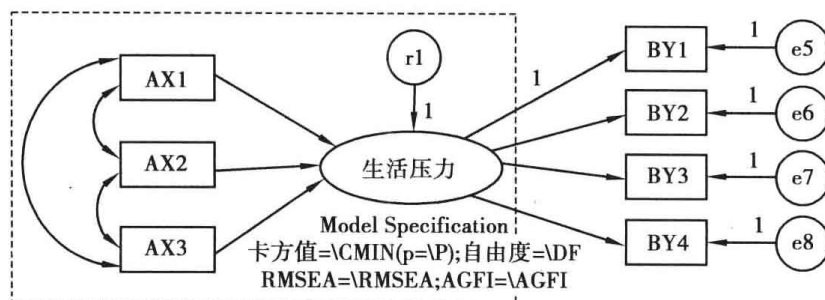 r1
1
AX1
AX2
AX3
生活压力
1
BY1
1
e5
BY2
1
e6
BY3
1
e7
BY4
1
e8
Model Specification
卡方值=\CMIN(p=\P);自由度=\DF
RMSEA=\RMSEA;AGFI=\AGFI